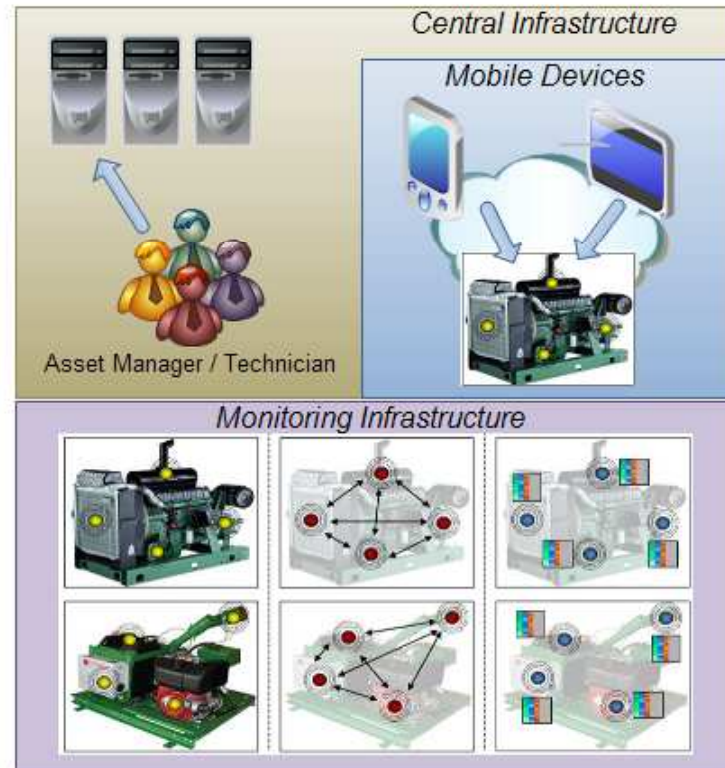 Central Infrastructure
Mobile Devices
Asset Manager / Technician
Monitoring Infrastructure